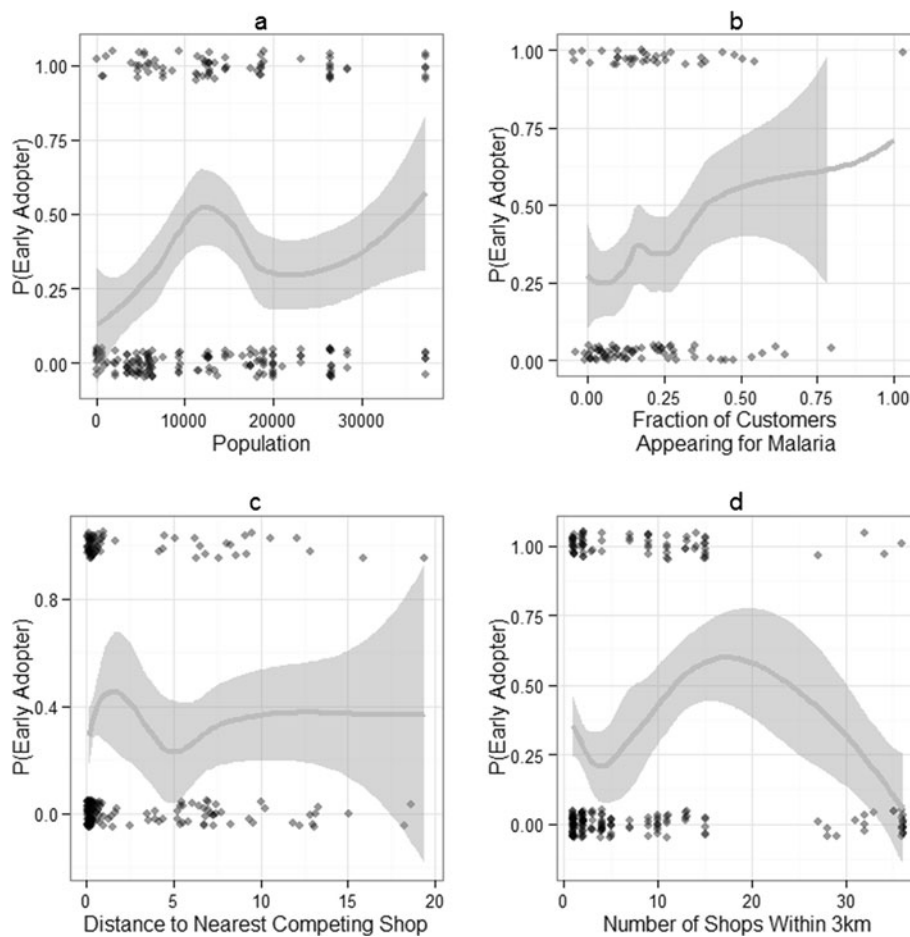 a
P(Early Adopter)
1.00
0.75
0.50
0.25
0.00
0 10000 20000 30000
Population
b
P(Early Adopter)
1.00
0.75
0.50
0.25
0.00
0.00 0.25 0.50 0.75 1.00
Fraction of Customers
Appearing for Malaria
c
P(Early Adopter)
0.8
0.4
0.0
0 5 10 15 20
Distance to Nearest Competing Shop
d
P(Early Adopter)
1.00
0.75
0.50
0.25
0.00
0 10 20 30
Number of Shops Within 3km